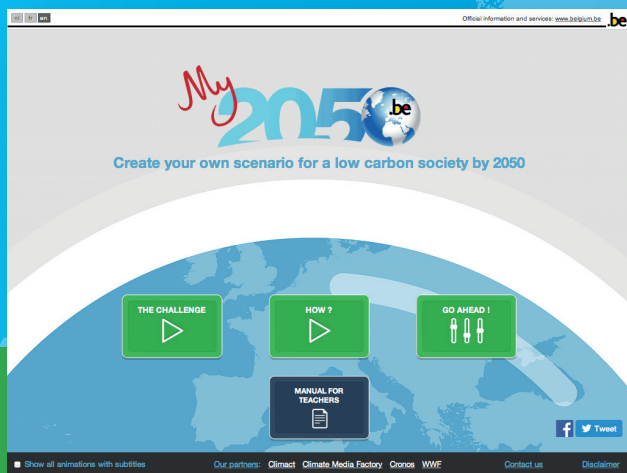 nl fr en
Official information and services: www.belgium.be
.be
My
2050
.be
Create your own scenario for a low carbon society by 2050
THE CHALLENGE
HOW ?
GO AHEAD !
MANUAL FOR
TEACHERS
f Tweet
Show all animations with subtitles
Our partners: Climact Climate Media Factory Cronos WWF
Contact us
Disclaimer